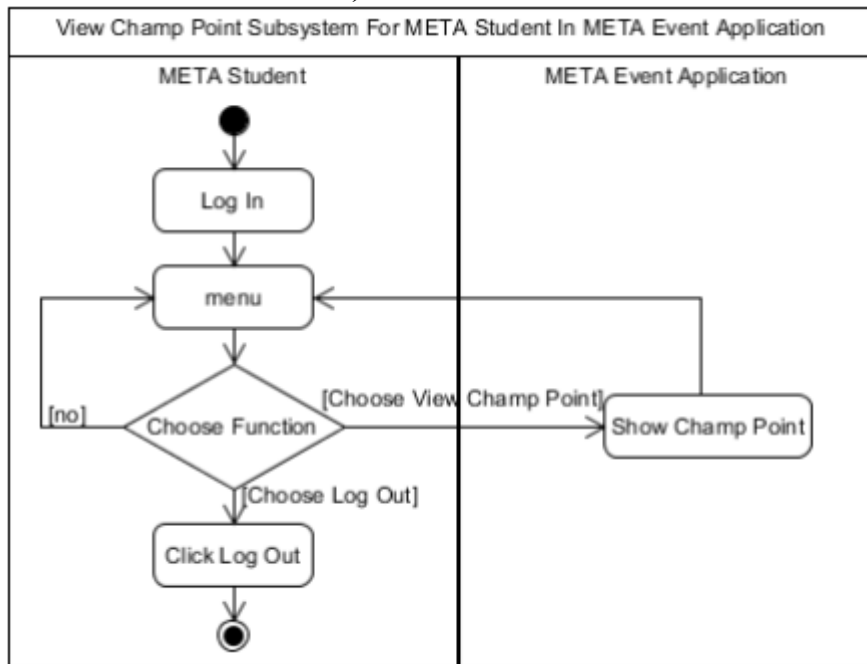 View Champ Point Subsystem For META Student In META Event Application
META Student
META Event Application
Log In
menu
[Choose View Champ Point]
[no]
Choose Function
Show Champ Point
[Choose Log Out]
Click Log Out